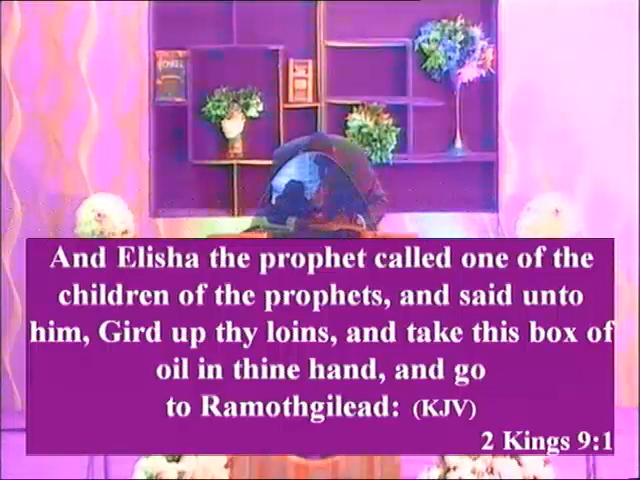 And Elisha the prophet called one of the
children of the prophets, and said unto
him, Gird up thy loins, and take this box of
oil in thine hand, and go
to Ramothgilead: (KJV)
2 Kings 9:1